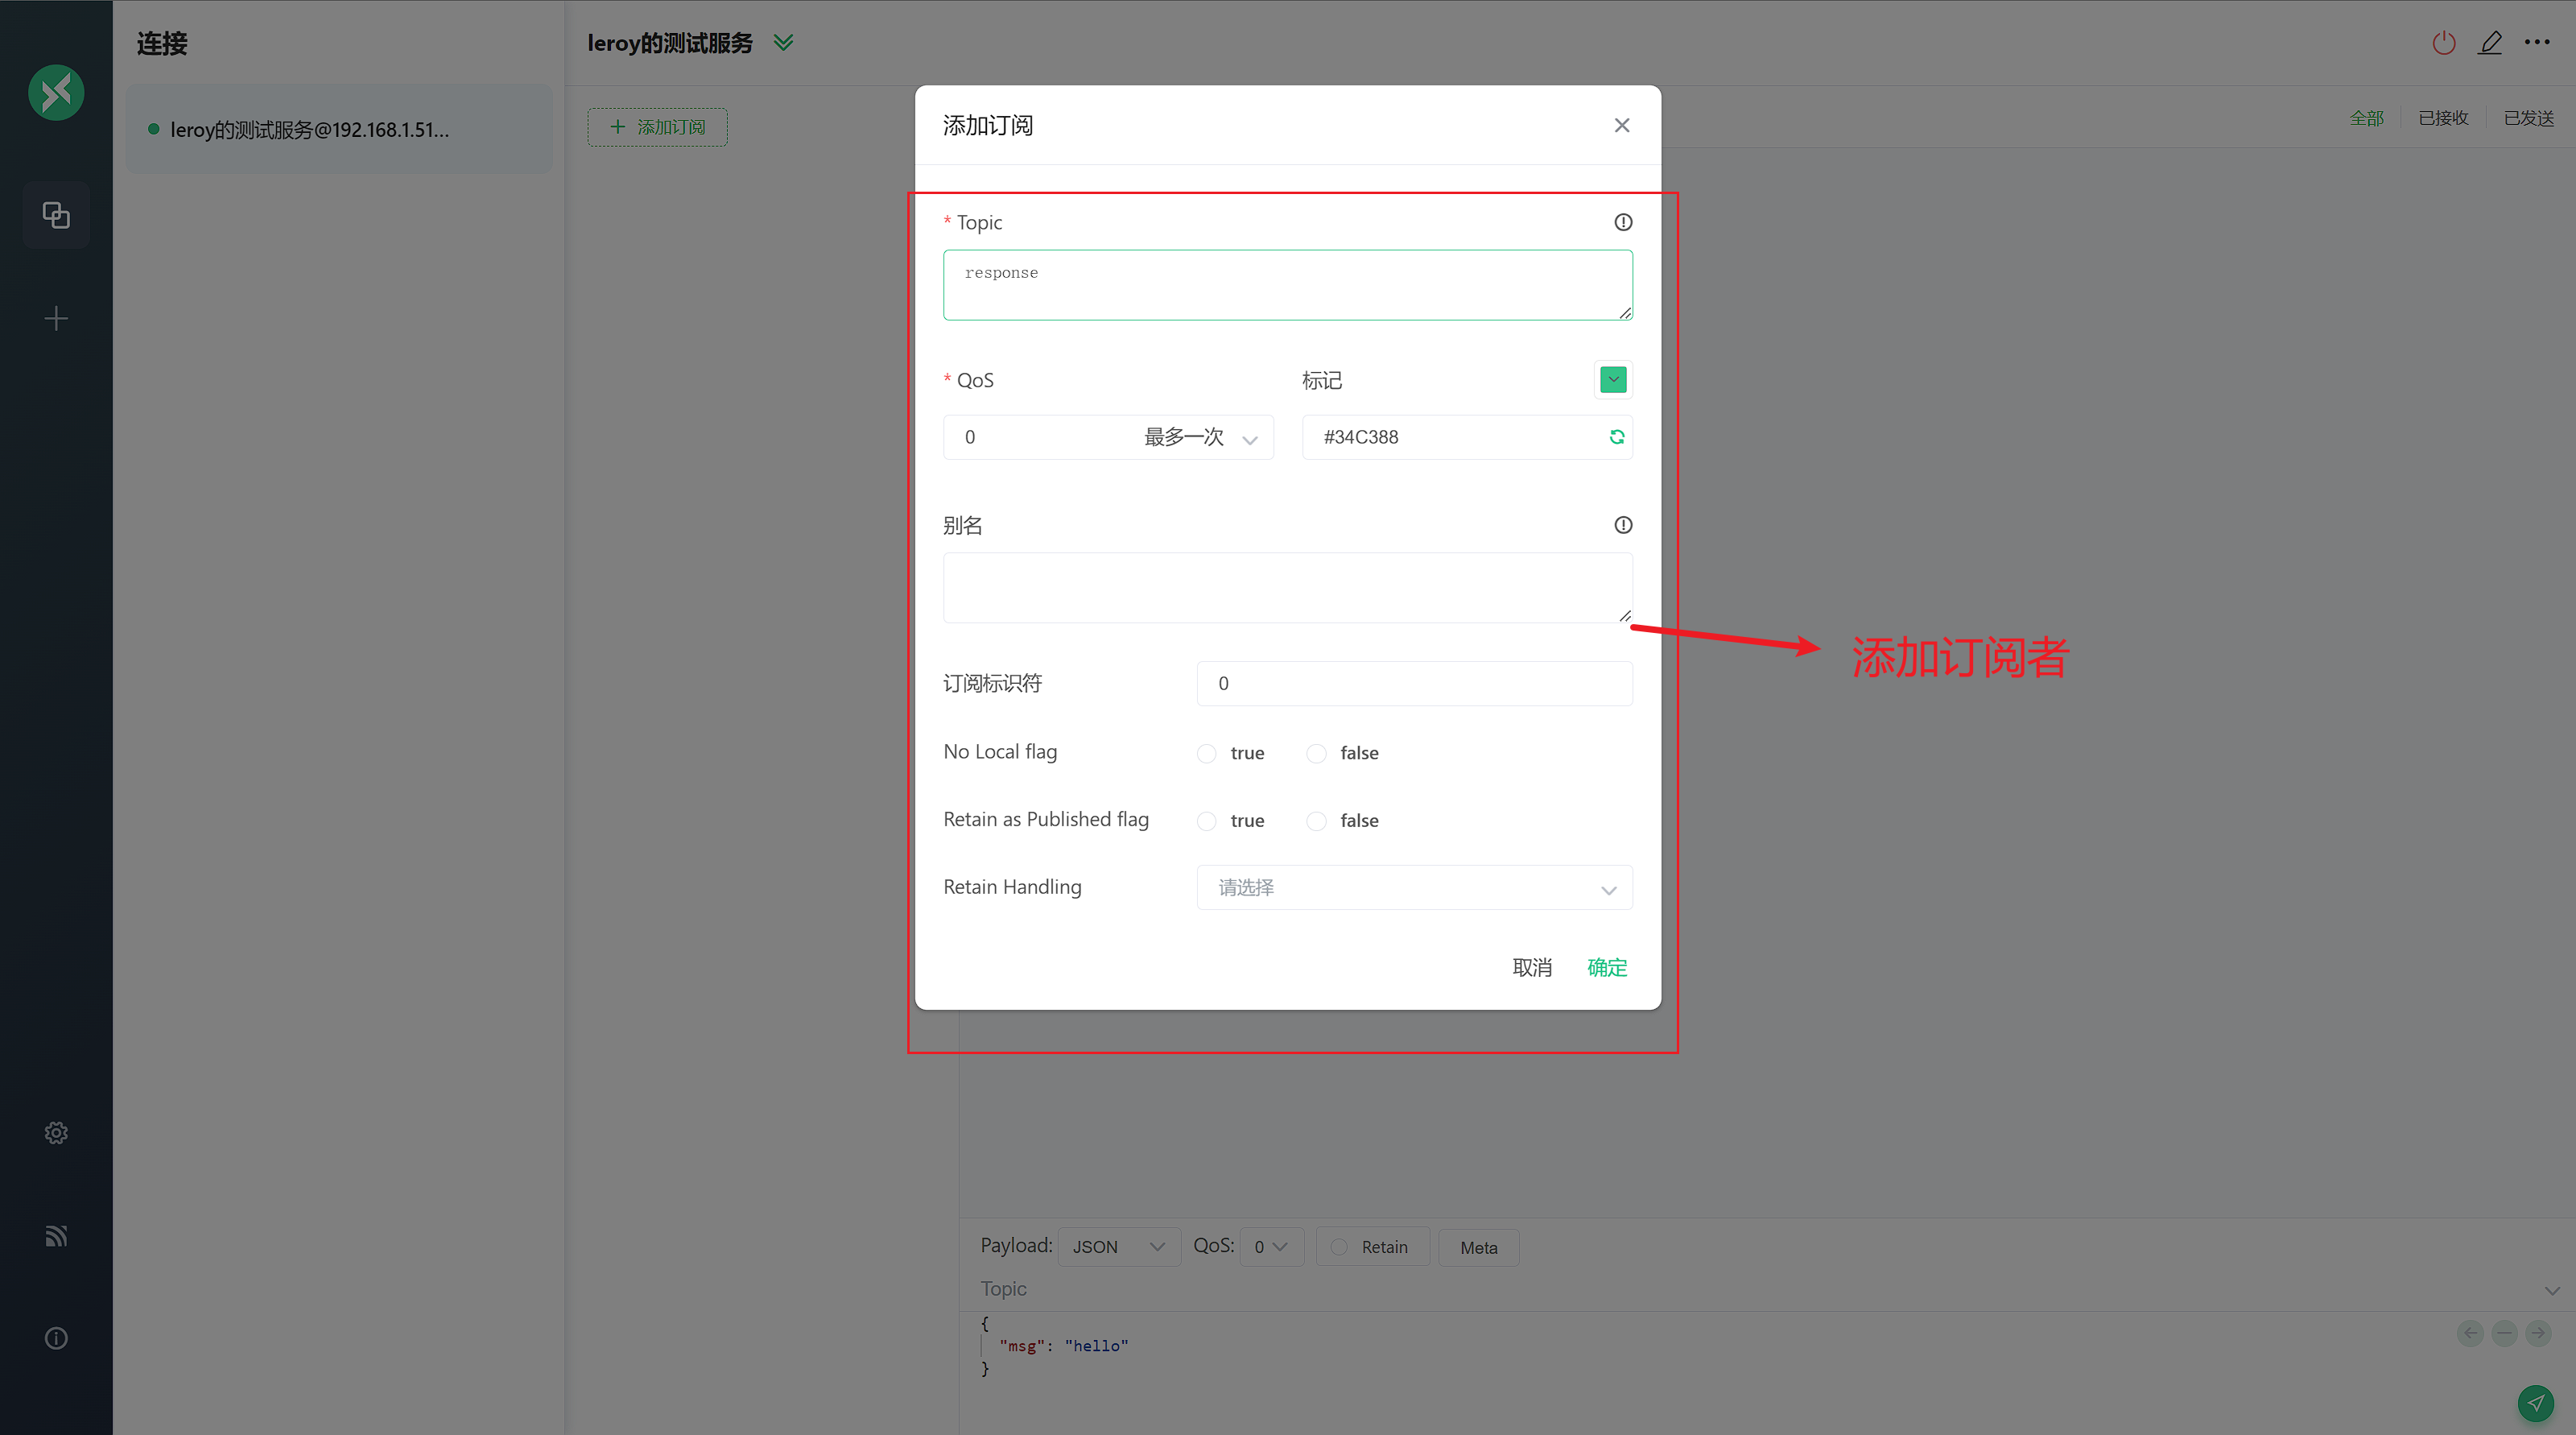 连接
leroy的测试服务@192.168.1.51...
leroy的测试服务
添加订阅
全部
已接收
已发送
添加订阅
* Topic
response
* QoS
标记
0 最多一次
#34C388
别名
添加订阅者
订阅标识符
0
No Local flag
true
false
Retain as Published flag
true
false
Retain Handling
请选择
取消
确定
Payload:
JSON
QoS:
0
Retain
Meta
Topic
{
"msg": "hello"
}